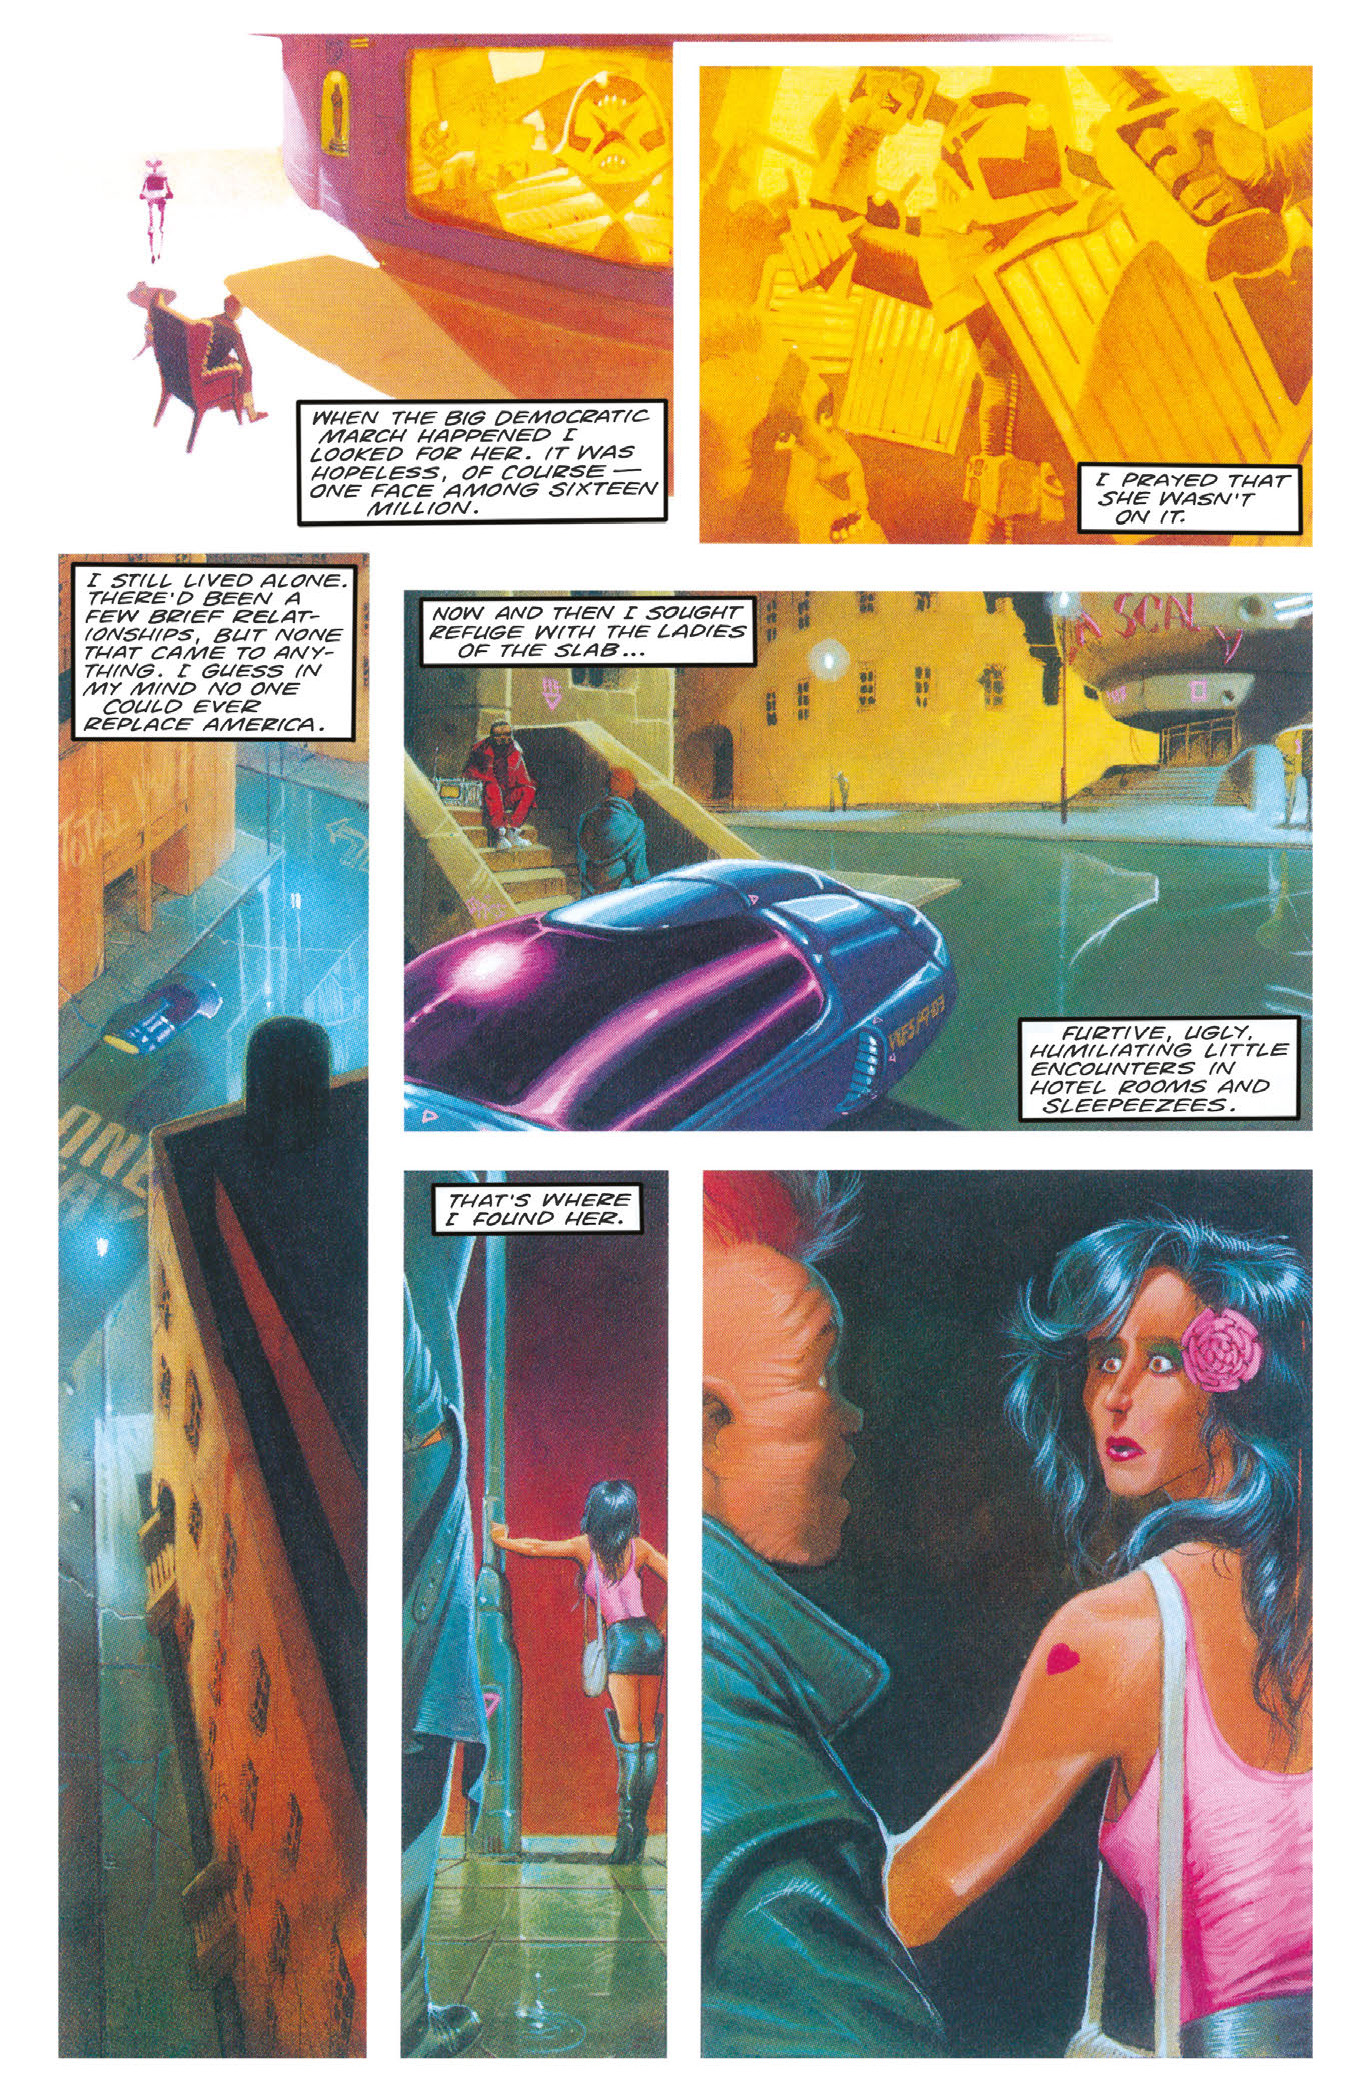 WHEN THE BIG DEMOCRATIC
MARCH HAPPENED I
LOOKED FOR HER. IT WAS
HOPELESS, OF COURSE —
ONE FACE AMONG SIXTEEN
MILLION.
I PRAYED THAT
SHE WASN'T
ON IT.
I STILL LIVED ALONE.
THERE'D BEEN A
FEW BRIEF RELAT-
IONSHIPS, BUT NONE
THAT CAME TO ANY-
THING. I GUESS IN
MY MIND NO ONE
COULD EVER
REPLACE AMERICA.
TOTAL
NOW AND THEN I SOUGHT
REFUGE WITH THE LADIES
OF THE SLAB...
FURTIVE, UGLY,
HUMILIATING LITTLE
ENCOUNTERS IN
HOTEL ROOMS AND
SLEEPEEZEES.
THAT'S WHERE
I FOUND HER.